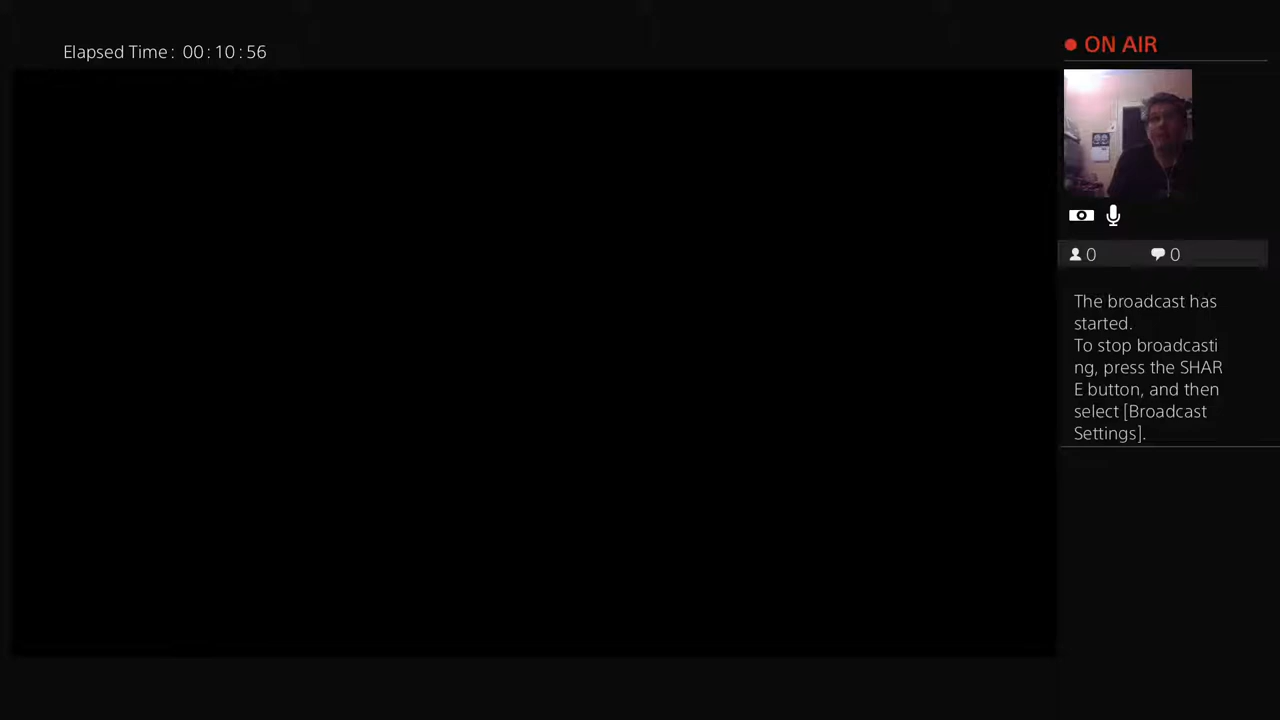 Elapsed Time: 00:10:56
ON AIR
0 0
The broadcast has
started.
To stop broadcasti
ng, press the SHAR
E button, and then
select [Broadcast
Settings].